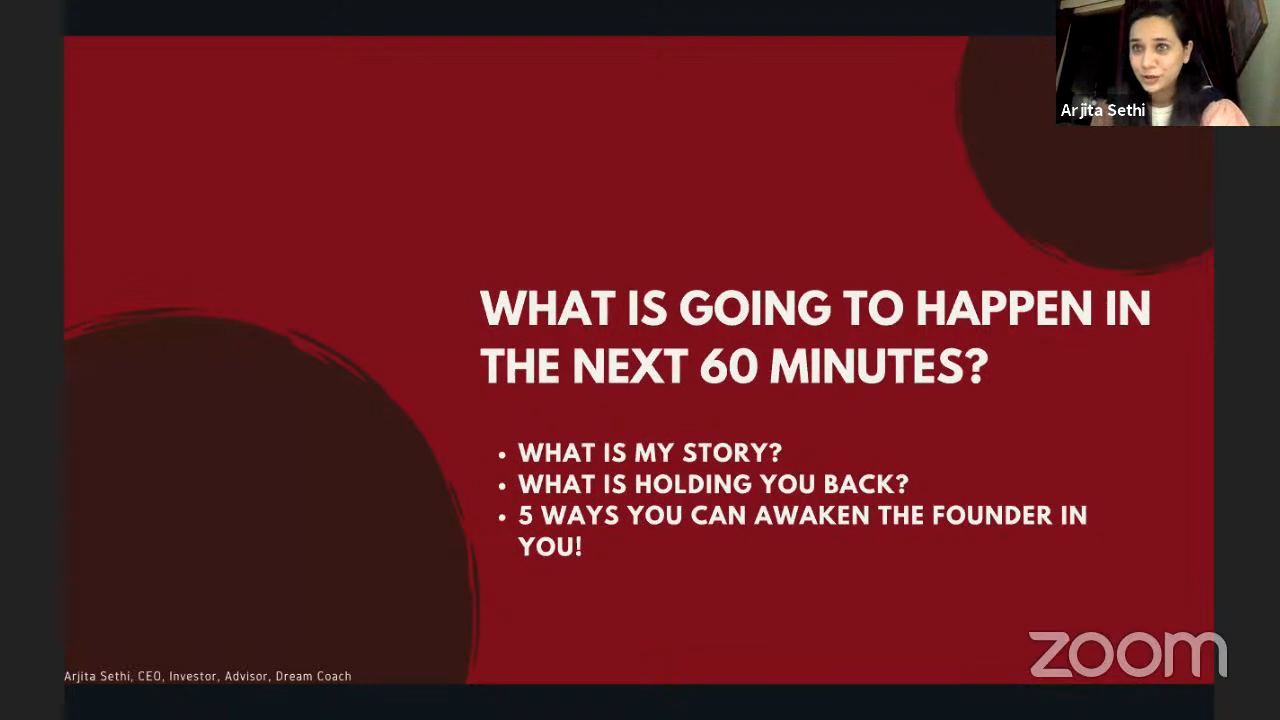 Arjita Sethi
WHAT IS GOING TO HAPPEN IN
THE NEXT 60 MINUTES?
• WHAT IS MY STORY?
• WHAT IS HOLDING YOU BACK?
• 5 WAYS YOU CAN AWAKEN THE FOUNDER IN
YOU!
zoom
Arjita Sethi, CEO, Investor, Advisor, Dream Coach